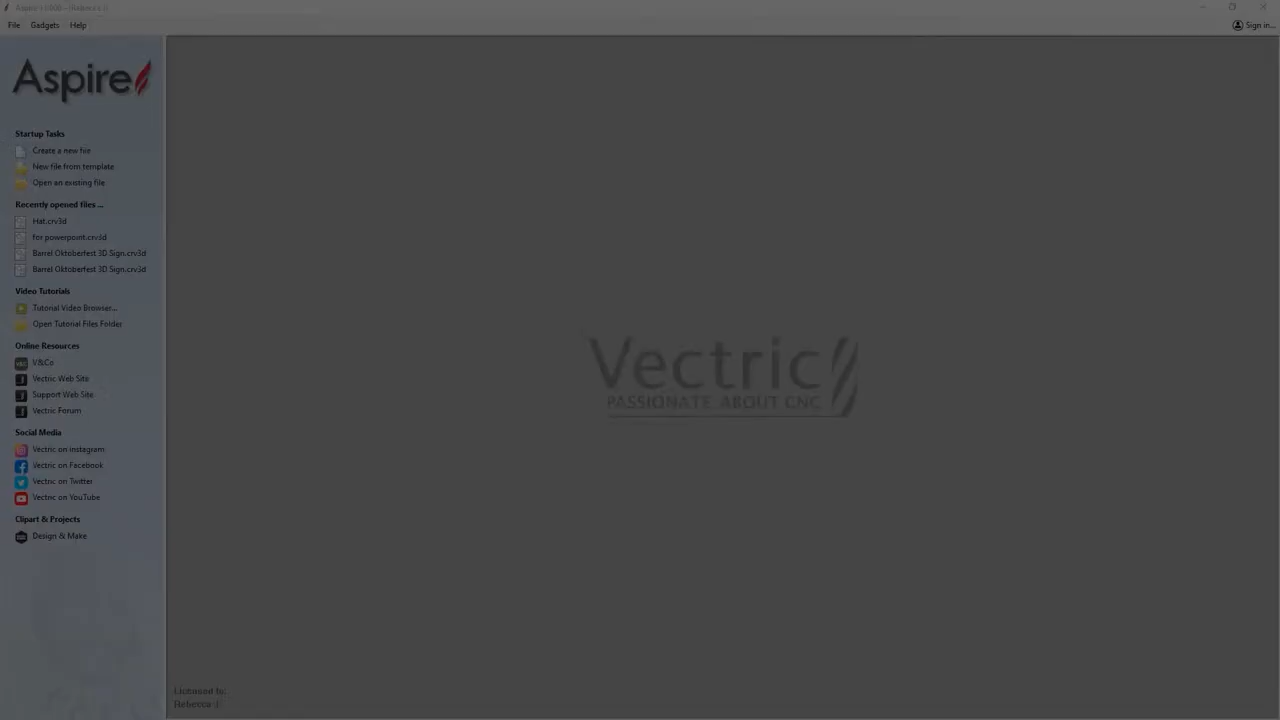 File Gadgets Help
Sign in...
Aspire
Startup Tasks
Create a new file
New file from template
Open an existing file
Recently opened files ...
Hat.crv3d
for powerpoint.crv3d
Barrel Oktoberfest 3D Sign.crv3d
Barrel Oktoberfest 3D Sign.crv3d
Video Tutorials
Tutorial Video Browser...
Open Tutorial Files Folder
Online Resources
V&Co
Vectric Web Site
Support Web Site
Vectric Forum
Social Media
Vectric on Instagram
Vectric on Facebook
Vectric on Twitter
Vectric on YouTube
Clipart & Projects
Design & Make
Vectric
PASSIONATE ABOUT CNC
Licensed to:
Rebecca J.